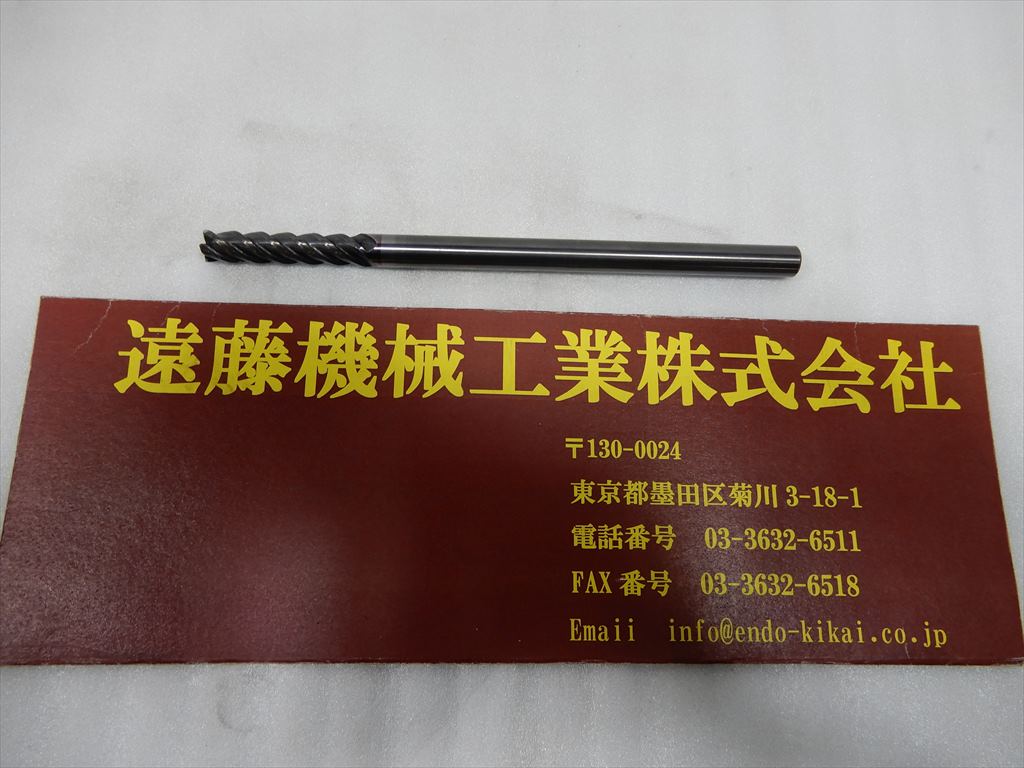 遠藤機械工業株式会社
〒130-0024
東京都墨田区菊川 3-18-1
電話番号 03-3632-6511
FAX 番号 03-3632-6518
Emaii info@endo-kikai.co.jp